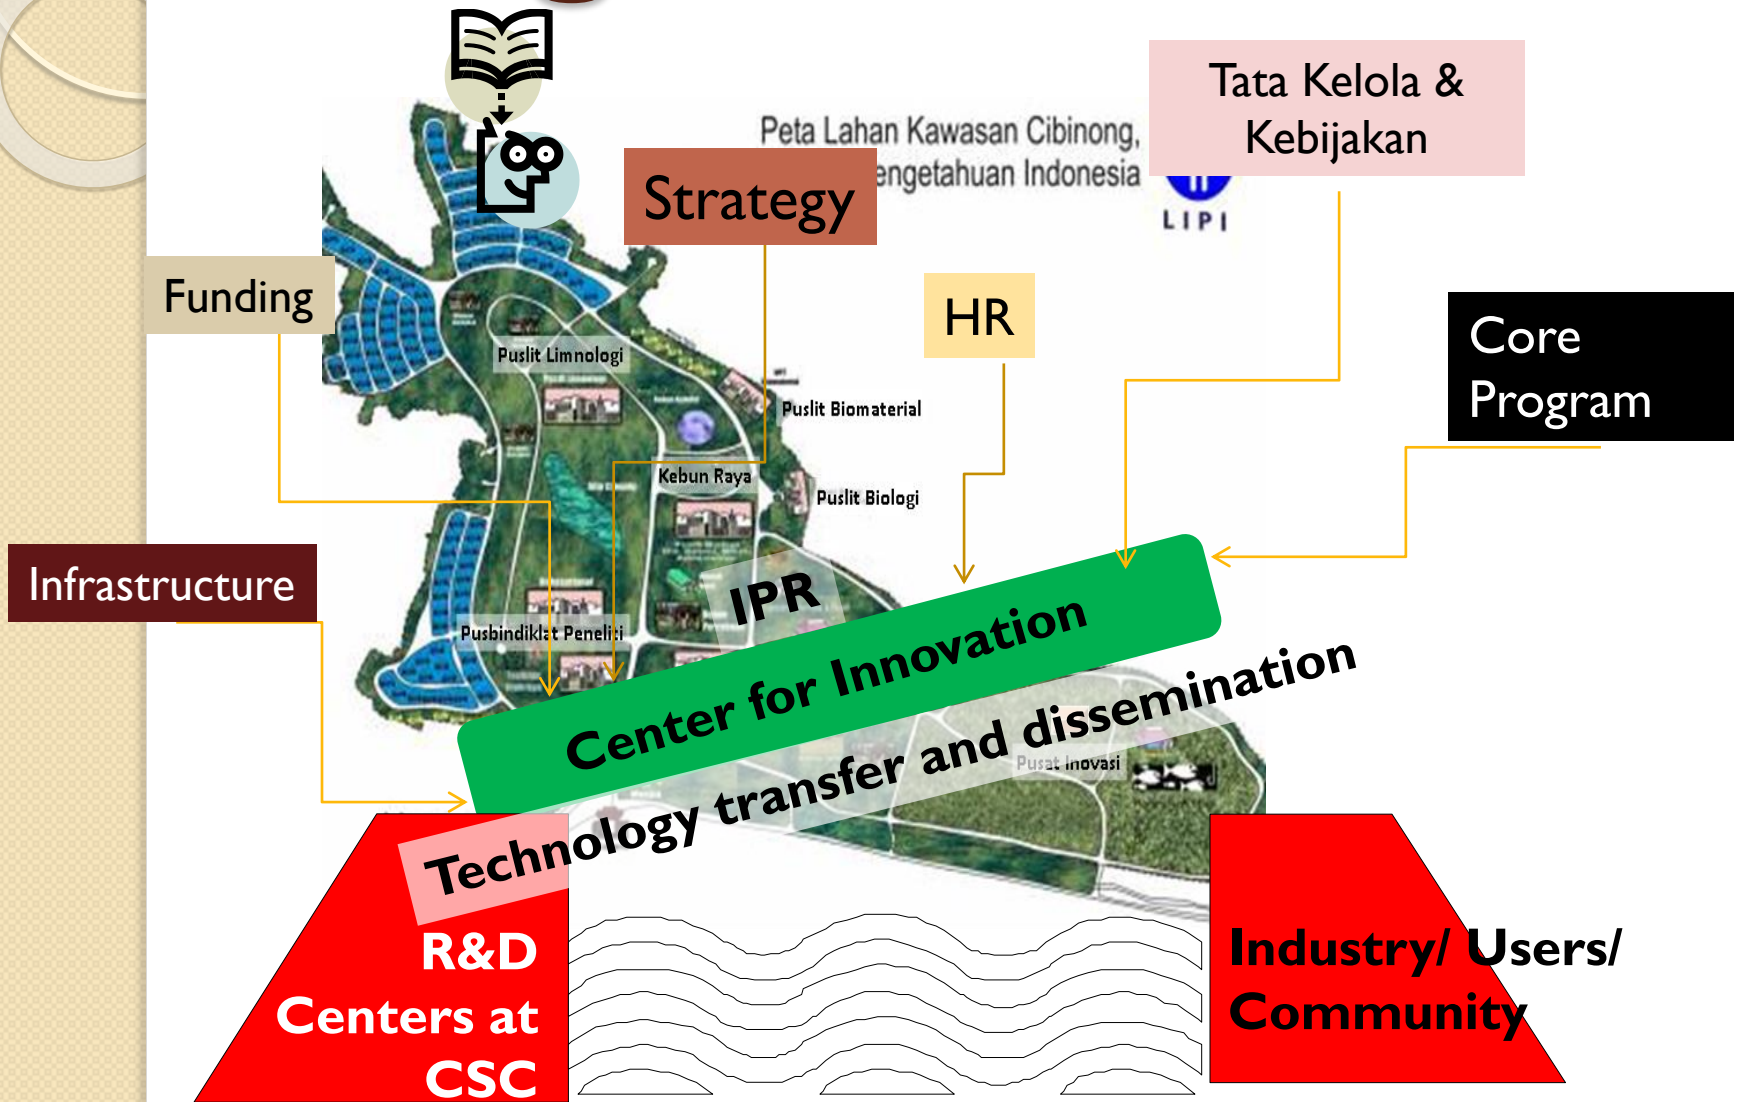 Tata Kelola &
Kebijakan
Peta Lahan Kawasan Cibinong,
engetahuan Indonesia
LIPI
Strategy
Funding
HR
Core
Program
Puslit Limnologi
Puslit Biomaterial
Kebun Raya
Puslit Biologi
Infrastructure
IPR
Pusbindiklat Peneliti
Center for Innovation
Technology transfer and dissemination
Pusat Inovasi
R&D
Centers at
CSC
Industry/ Users/
Community